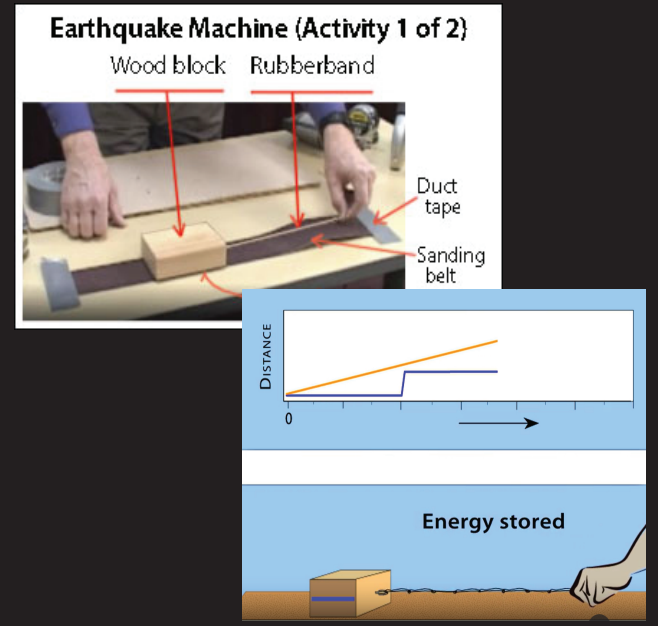 Earthquake Machine (Activity 1 of 2)
Wood block Rubberband
Duct
tape
Sanding
belt
DISTANCE
0
Energy stored